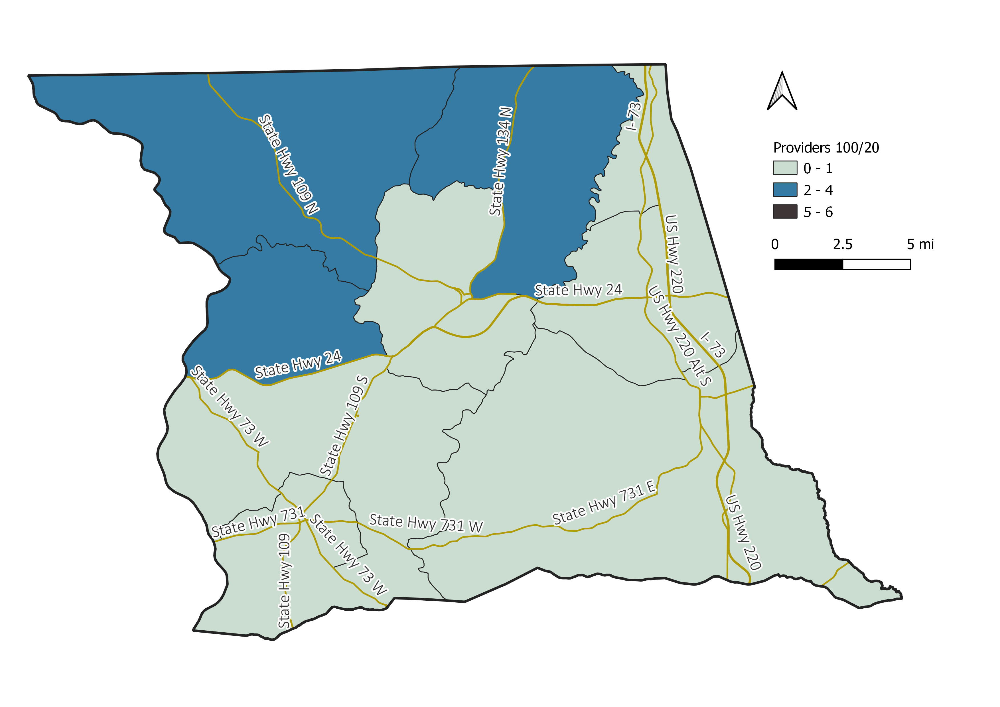 State Hwy 109 N
State Hwy 134 N
I- 73
Providers 100/20
0 - 1
2 - 4
5 - 6
0 2.5 5 mi
US Hwy 220
State Hwy 24
US Hwy 220 Alt S
I- 73
State Hwy 24
State Hwy 73 W
State Hwy 109 S
State Hwy 731
State Hwy 731 W
State Hwy 731 E
State Hwy 109
State Hwy 73 W
US Hwy 220